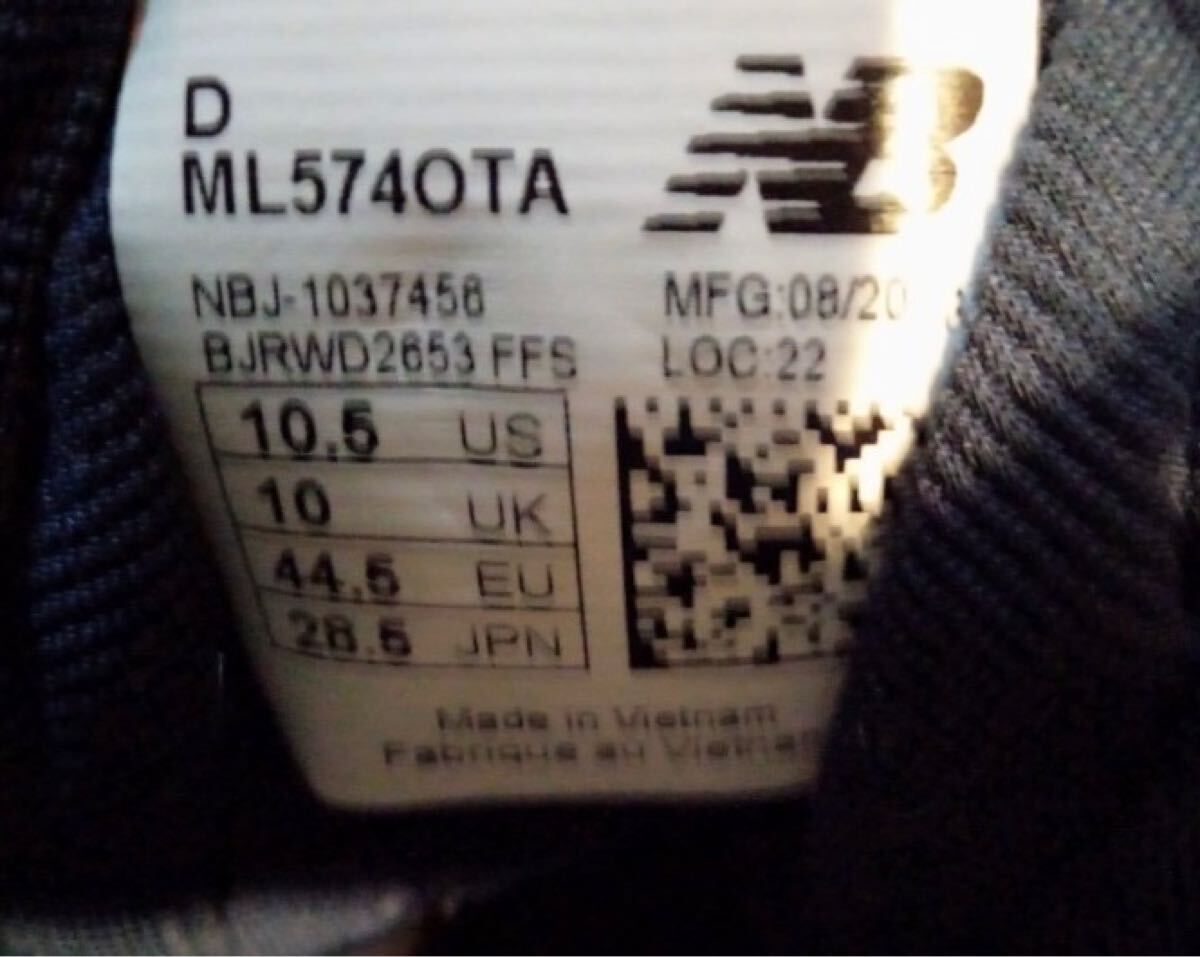 D
ML574OTA
NBJ-1037458
BJRWD2653 FFS
MFG:08/20
LOC:22
10.5 US
10 UK
44.5 EU
28.5 JPN
Made in Vietnam
Fabrique au Vietnam